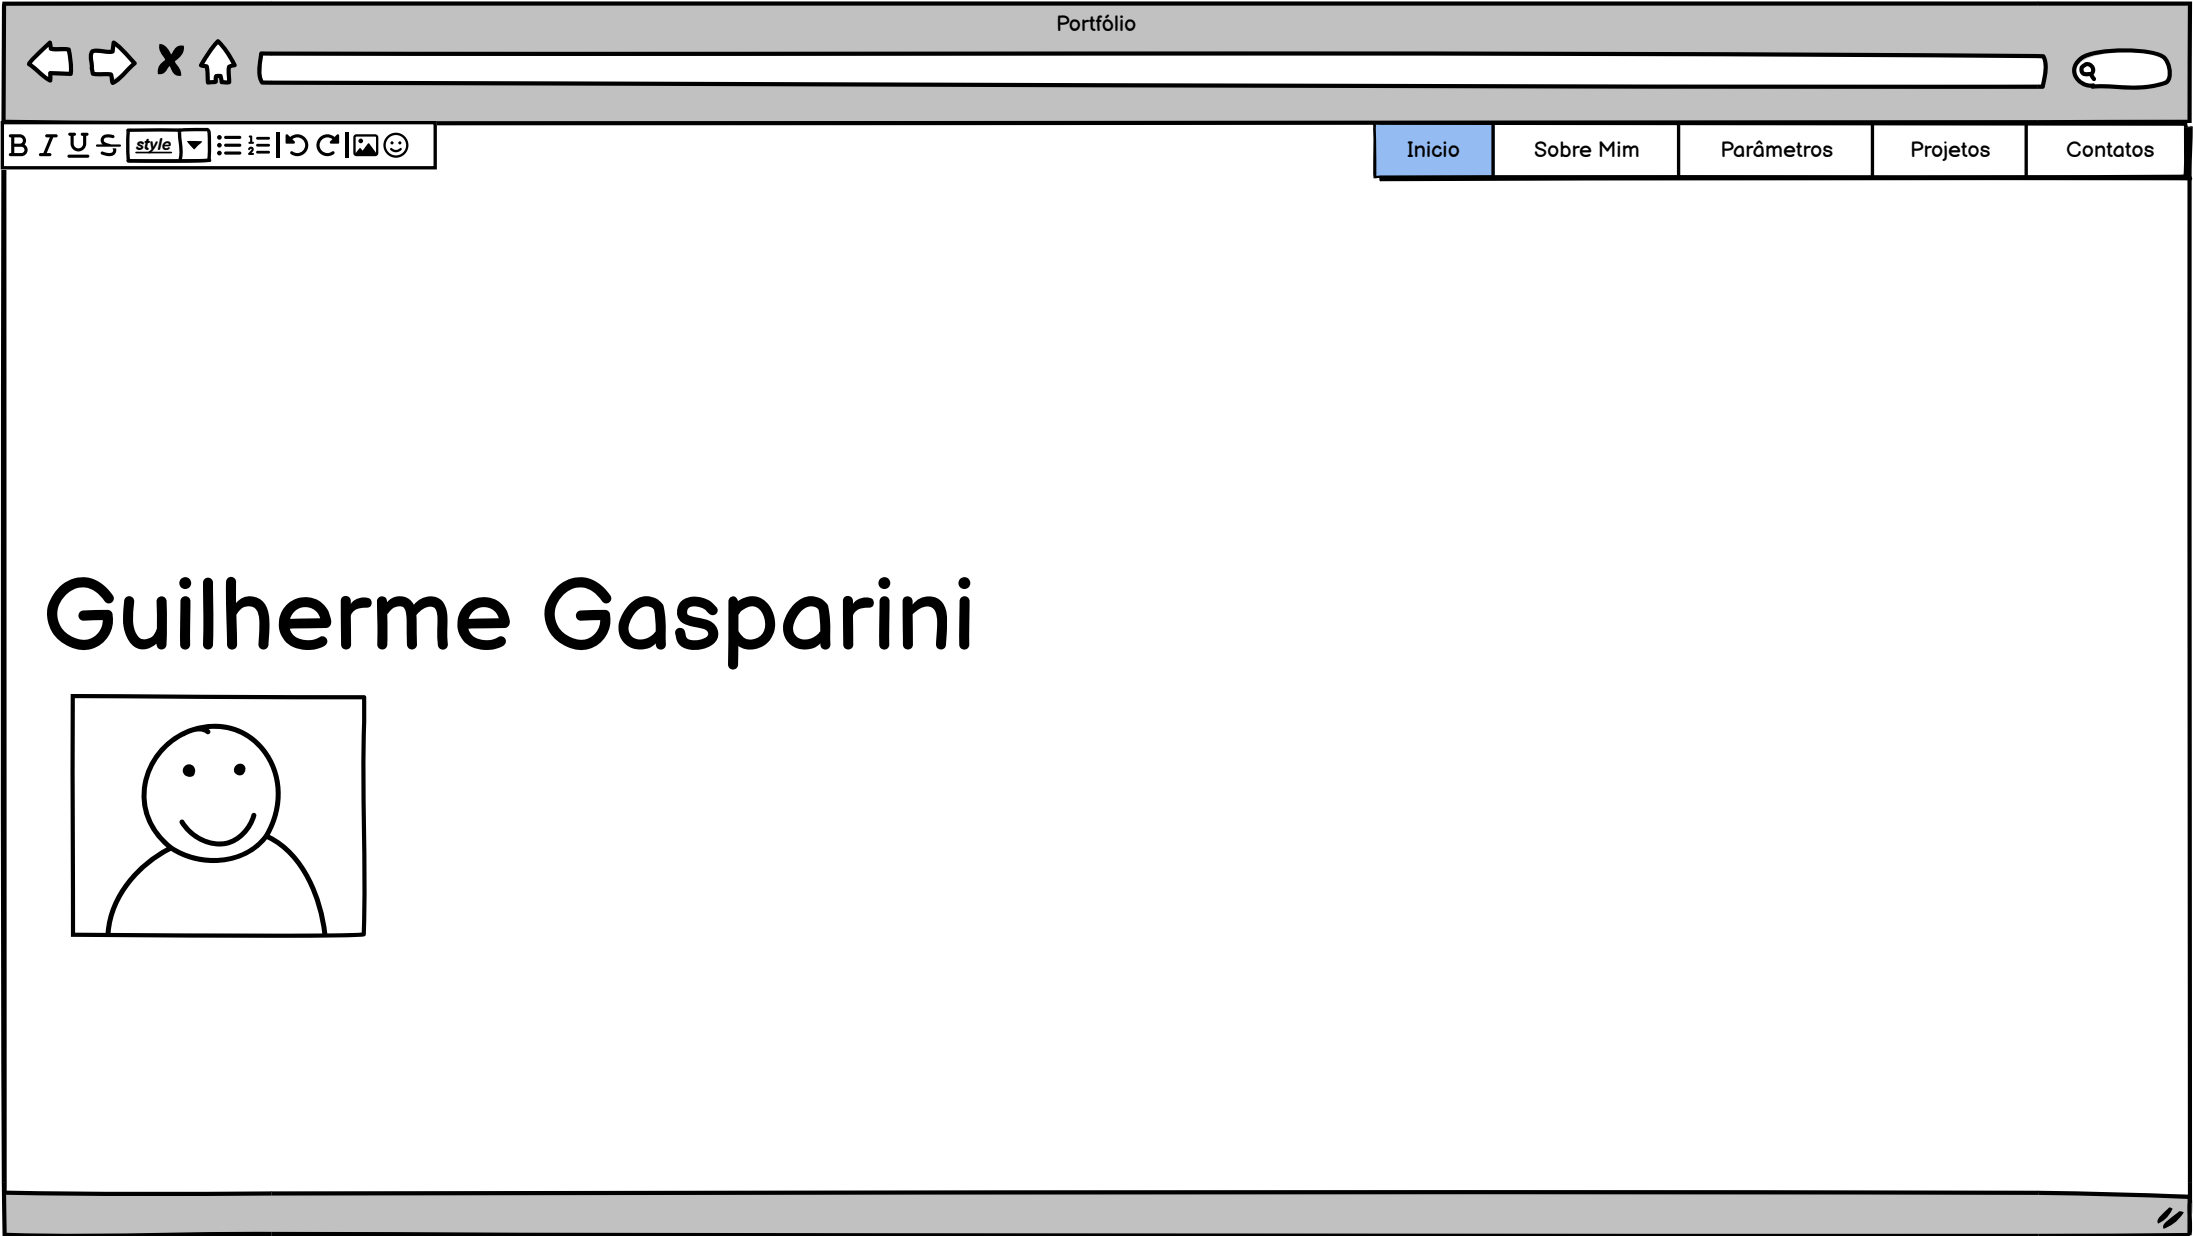 Portfólio
B I U S style
Inicio Sobre Mim Parâmetros Projetos Contatos
Guilherme Gasparini